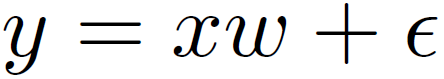 y = xw + ϵ